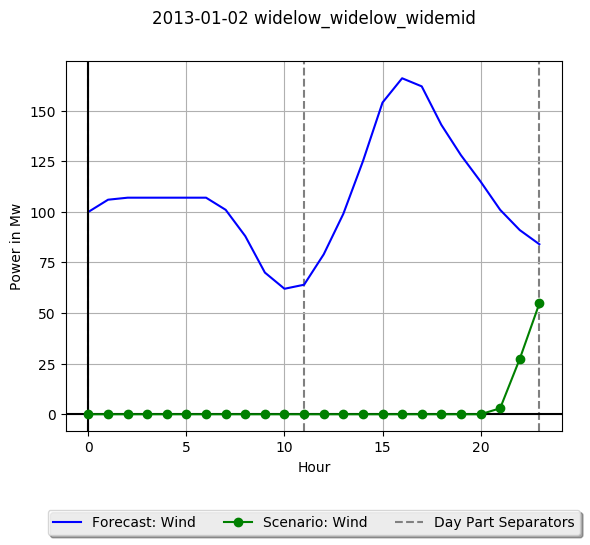 2013-01-02 widelow_widelow_widemid
Power in Mw
150
125
100
75
50
25
0
0 5 10 15 20
Hour
Forecast: Wind Scenario: Wind Day Part Separators